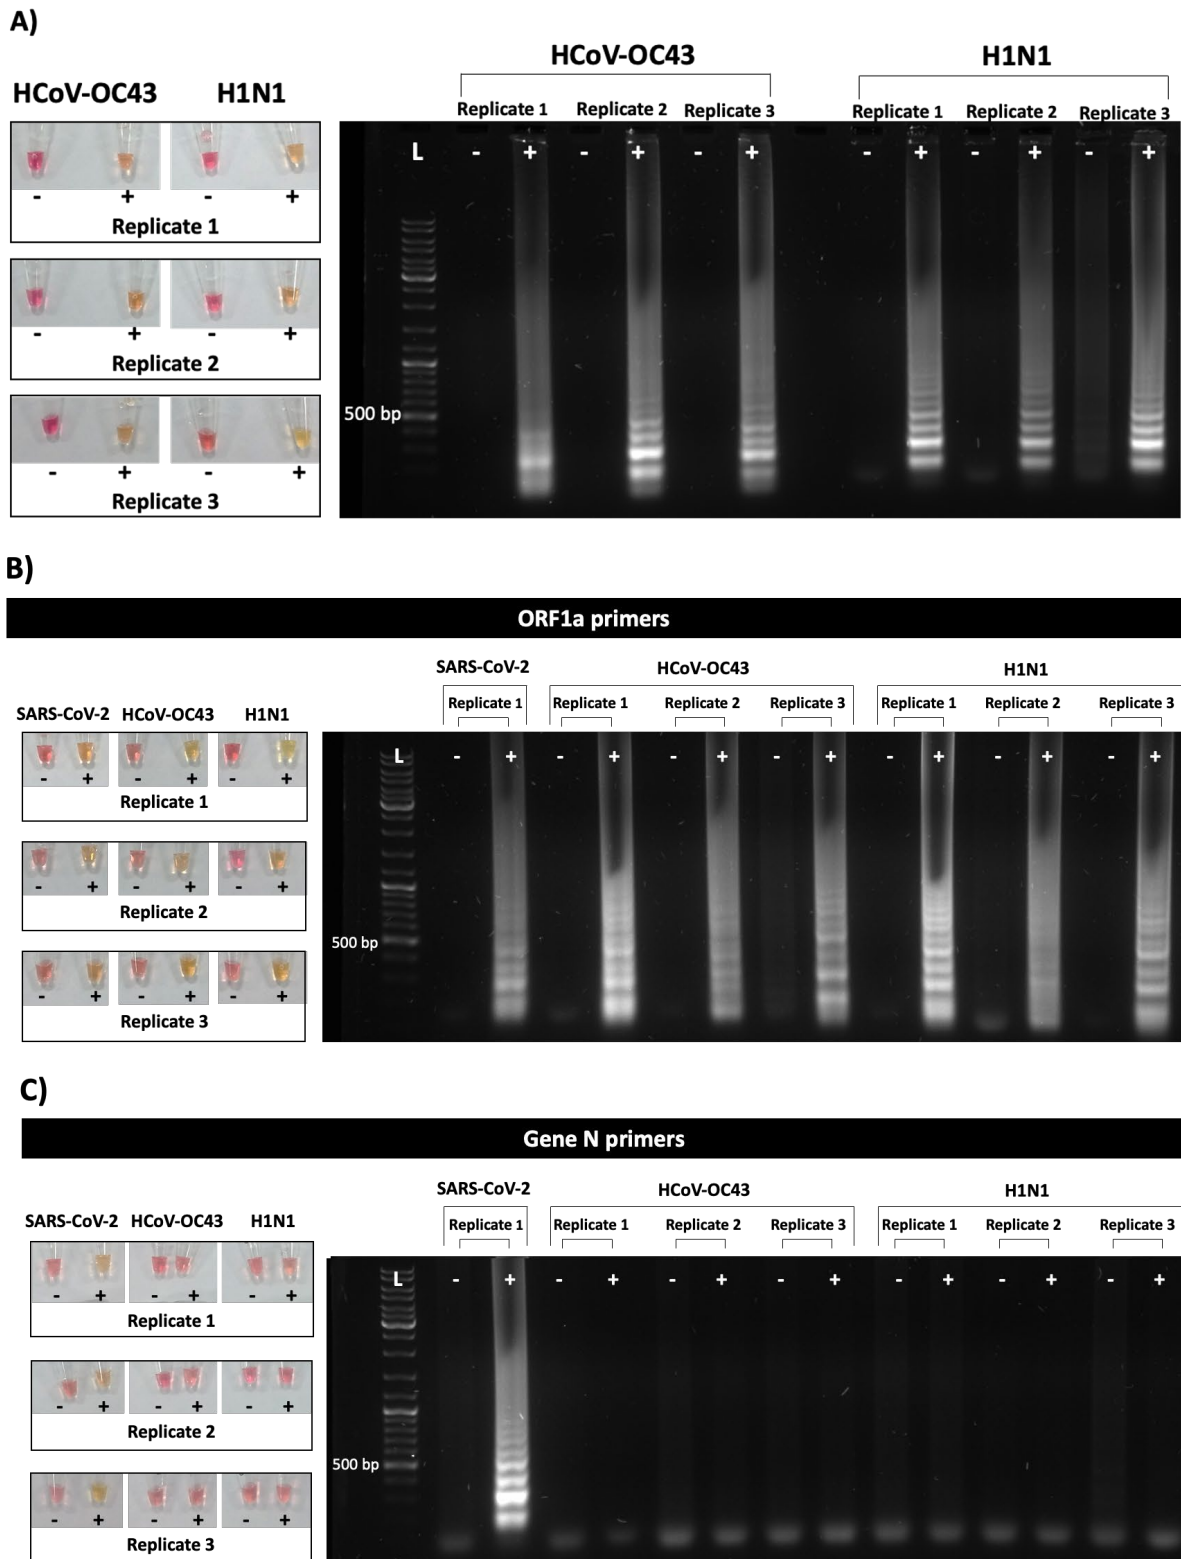 A)
HCoV-OC43 H1N1
HCoV-OC43 H1N1
Replicate 1 Replicate 2 Replicate 3 Replicate 1 Replicate 2 Replicate 3
L - + - + - + - + - + - +
- + - +
Replicate 1
- + - +
Replicate 2
500 bp
- + - +
Replicate 3
B)
ORF1a primers
SARS-CoV-2 HCoV-OC43 H1N1
Replicate 1 Replicate 1 Replicate 2 Replicate 3 Replicate 1 Replicate 2 Replicate 3
SARS-CoV-2 HCoV-OC43 H1N1
L - + - + - + - + - + - + - +
- + - + - +
Replicate 1
- + - + - +
Replicate 2
500 bp
- + - + - +
Replicate 3
C)
Gene N primers
SARS-CoV-2 HCoV-OC43 H1N1
Replicate 1 Replicate 1 Replicate 2 Replicate 3 Replicate 1 Replicate 2 Replicate 3
SARS-CoV-2 HCoV-OC43 H1N1
L - + - + - + - + - + - + - +
- + - + - +
Replicate 1
- + - + - +
Replicate 2
500 bp
- + - + - +
Replicate 3